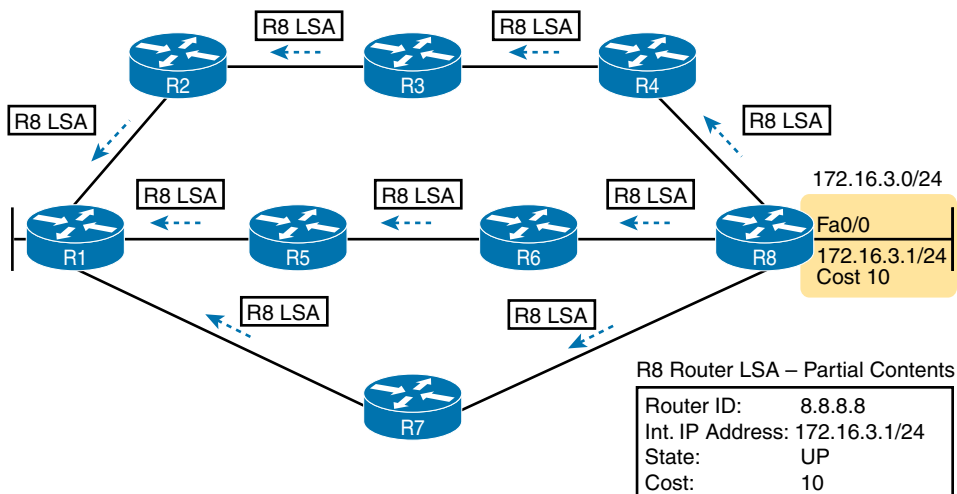 R8 LSA
R8 LSA
R2
R3
R4
R8 LSA
R8 LSA
172.16.3.0/24
R8 LSA
R8 LSA
R8 LSA
Fa0/0
R1
R5
R6
R8
172.16.3.1/24
Cost 10
R8 LSA
R8 LSA
R7
R8 Router LSA – Partial Contents
Router ID: 8.8.8.8
Int. IP Address: 172.16.3.1/24
State: UP
Cost: 10